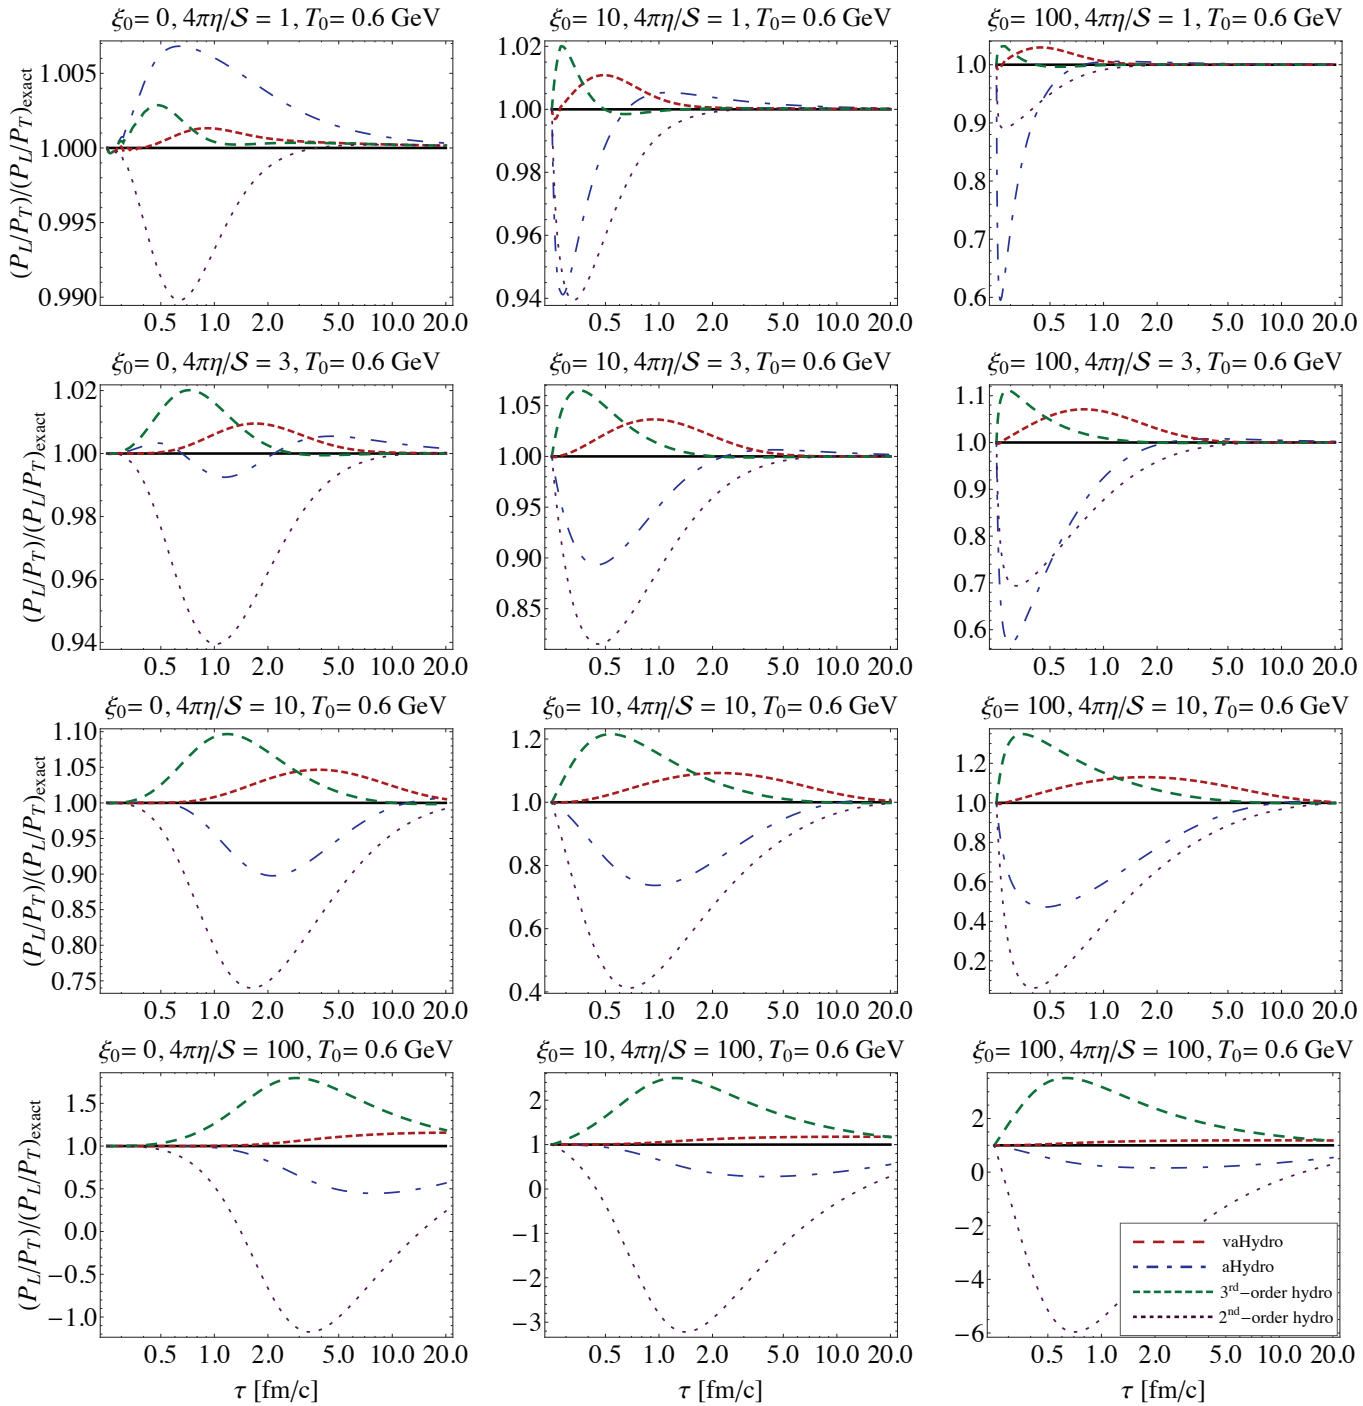 ξ₀= 0, 4πη/𝒮 = 1, T₀= 0.6 GeV
ξ₀= 10, 4πη/𝒮 = 1, T₀= 0.6 GeV
ξ₀= 100, 4πη/𝒮 = 1, T₀= 0.6 GeV
(P_L/P_T)/(P_L/P_T)_exact
1.005
1.000
0.995
0.990
0.5 1.0 2.0 5.0 10.0 20.0
1.02
1.00
0.98
0.96
0.94
0.5 1.0 2.0 5.0 10.0 20.0
1.0
0.9
0.8
0.7
0.6
0.5 1.0 2.0 5.0 10.0 20.0
ξ₀= 0, 4πη/𝒮 = 3, T₀= 0.6 GeV
ξ₀= 10, 4πη/𝒮 = 3, T₀= 0.6 GeV
ξ₀= 100, 4πη/𝒮 = 3, T₀= 0.6 GeV
(P_L/P_T)/(P_L/P_T)_exact
1.02
1.00
0.98
0.96
0.94
0.5 1.0 2.0 5.0 10.0 20.0
1.05
1.00
0.95
0.90
0.85
0.5 1.0 2.0 5.0 10.0 20.0
1.1
1.0
0.9
0.8
0.7
0.6
0.5 1.0 2.0 5.0 10.0 20.0
ξ₀= 0, 4πη/𝒮 = 10, T₀= 0.6 GeV
ξ₀= 10, 4πη/𝒮 = 10, T₀= 0.6 GeV
ξ₀= 100, 4πη/𝒮 = 10, T₀= 0.6 GeV
(P_L/P_T)/(P_L/P_T)_exact
1.10
1.05
1.00
0.95
0.90
0.85
0.80
0.75
0.5 1.0 2.0 5.0 10.0 20.0
1.2
1.0
0.8
0.6
0.4
0.5 1.0 2.0 5.0 10.0 20.0
1.2
1.0
0.8
0.6
0.4
0.2
0.5 1.0 2.0 5.0 10.0 20.0
ξ₀= 0, 4πη/𝒮 = 100, T₀= 0.6 GeV
ξ₀= 10, 4πη/𝒮 = 100, T₀= 0.6 GeV
ξ₀= 100, 4πη/𝒮 = 100, T₀= 0.6 GeV
(P_L/P_T)/(P_L/P_T)_exact
1.5
1.0
0.5
0.0
−0.5
−1.0
0.5 1.0 2.0 5.0 10.0 20.0
τ [fm/c]
2
1
0
−1
−2
−3
0.5 1.0 2.0 5.0 10.0 20.0
τ [fm/c]
2
0
−2
−4
−6
vaHydro
aHydro
3rd−order hydro
2nd−order hydro
0.5 1.0 2.0 5.0 10.0 20.0
τ [fm/c]